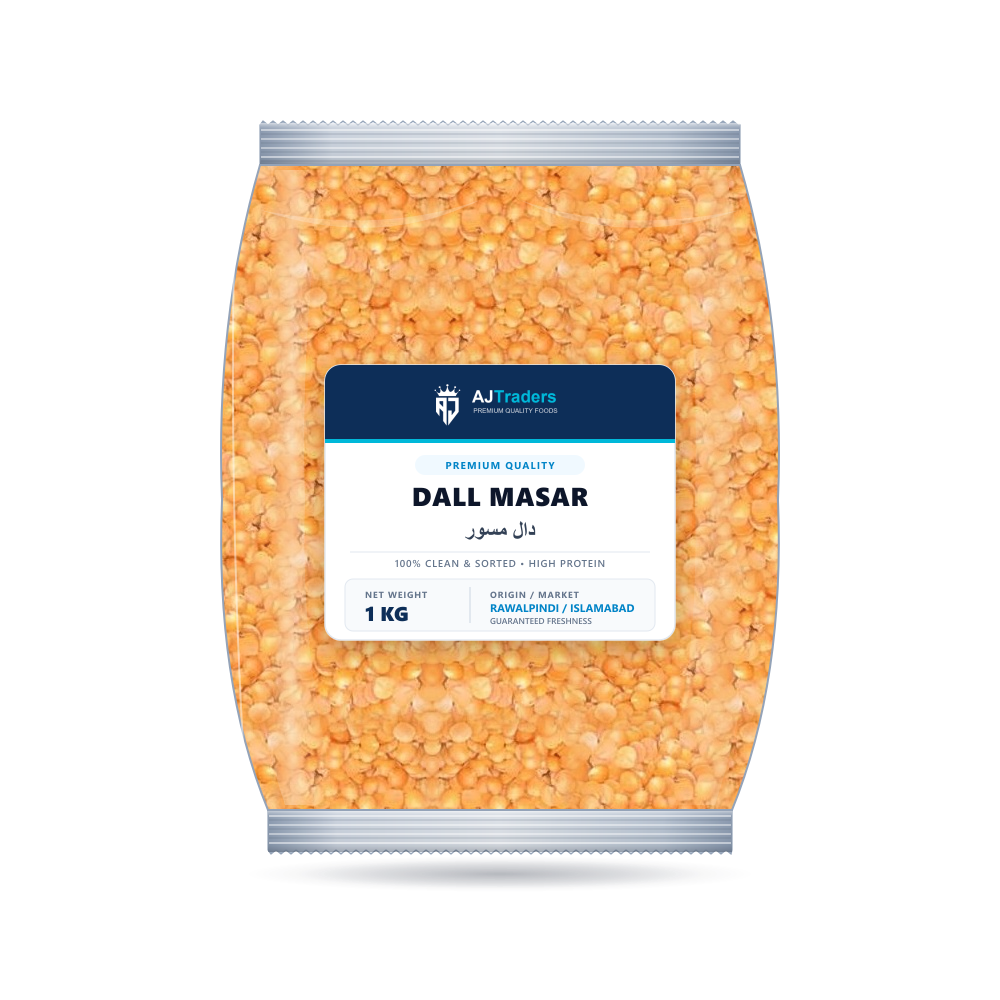 AJ
AJTraders
PREMIUM QUALITY FOODS
PREMIUM QUALITY
DALL MASAR
دال مسور
100% CLEAN & SORTED • HIGH PROTEIN
NET WEIGHT
1 KG
ORIGIN / MARKET
RAWALPINDI / ISLAMABAD
GUARANTEED FRESHNESS